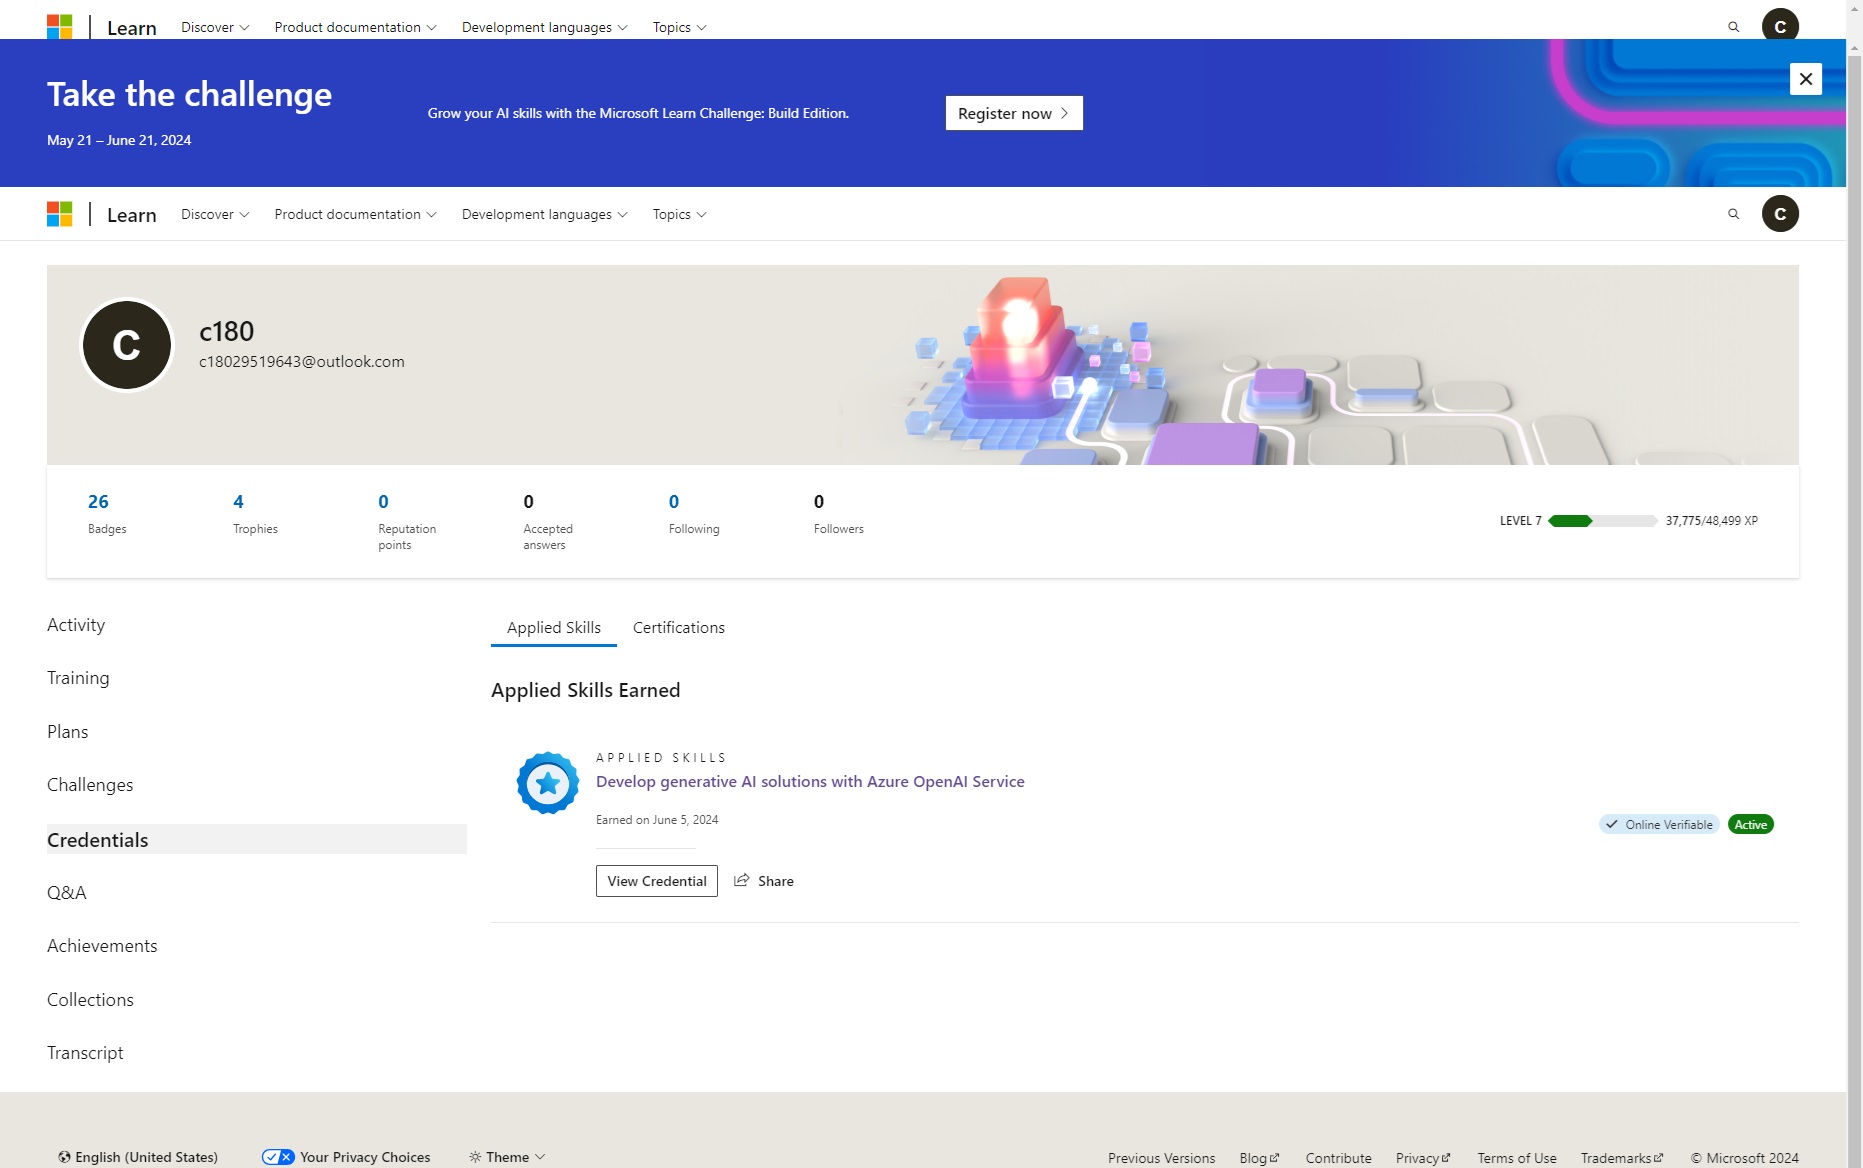 Learn Discover Product documentation Development languages Topics C
Take the challenge
May 21 – June 21, 2024
Grow your AI skills with the Microsoft Learn Challenge: Build Edition.
Register now
Learn Discover Product documentation Development languages Topics C
C
c180
c18029519643@outlook.com
26 4 0 0 0 0
Badges Trophies Reputation points Accepted answers Following Followers
LEVEL 7 37,775/48,499 XP
Activity
Training
Plans
Challenges
Credentials
Q&A
Achievements
Collections
Transcript
Applied Skills Certifications
Applied Skills Earned
APPLIED SKILLS
Develop generative AI solutions with Azure OpenAI Service
Earned on June 5, 2024
Online Verifiable Active
View Credential Share
English (United States) Your Privacy Choices Theme
Previous Versions Blog Contribute Privacy Terms of Use Trademarks © Microsoft 2024